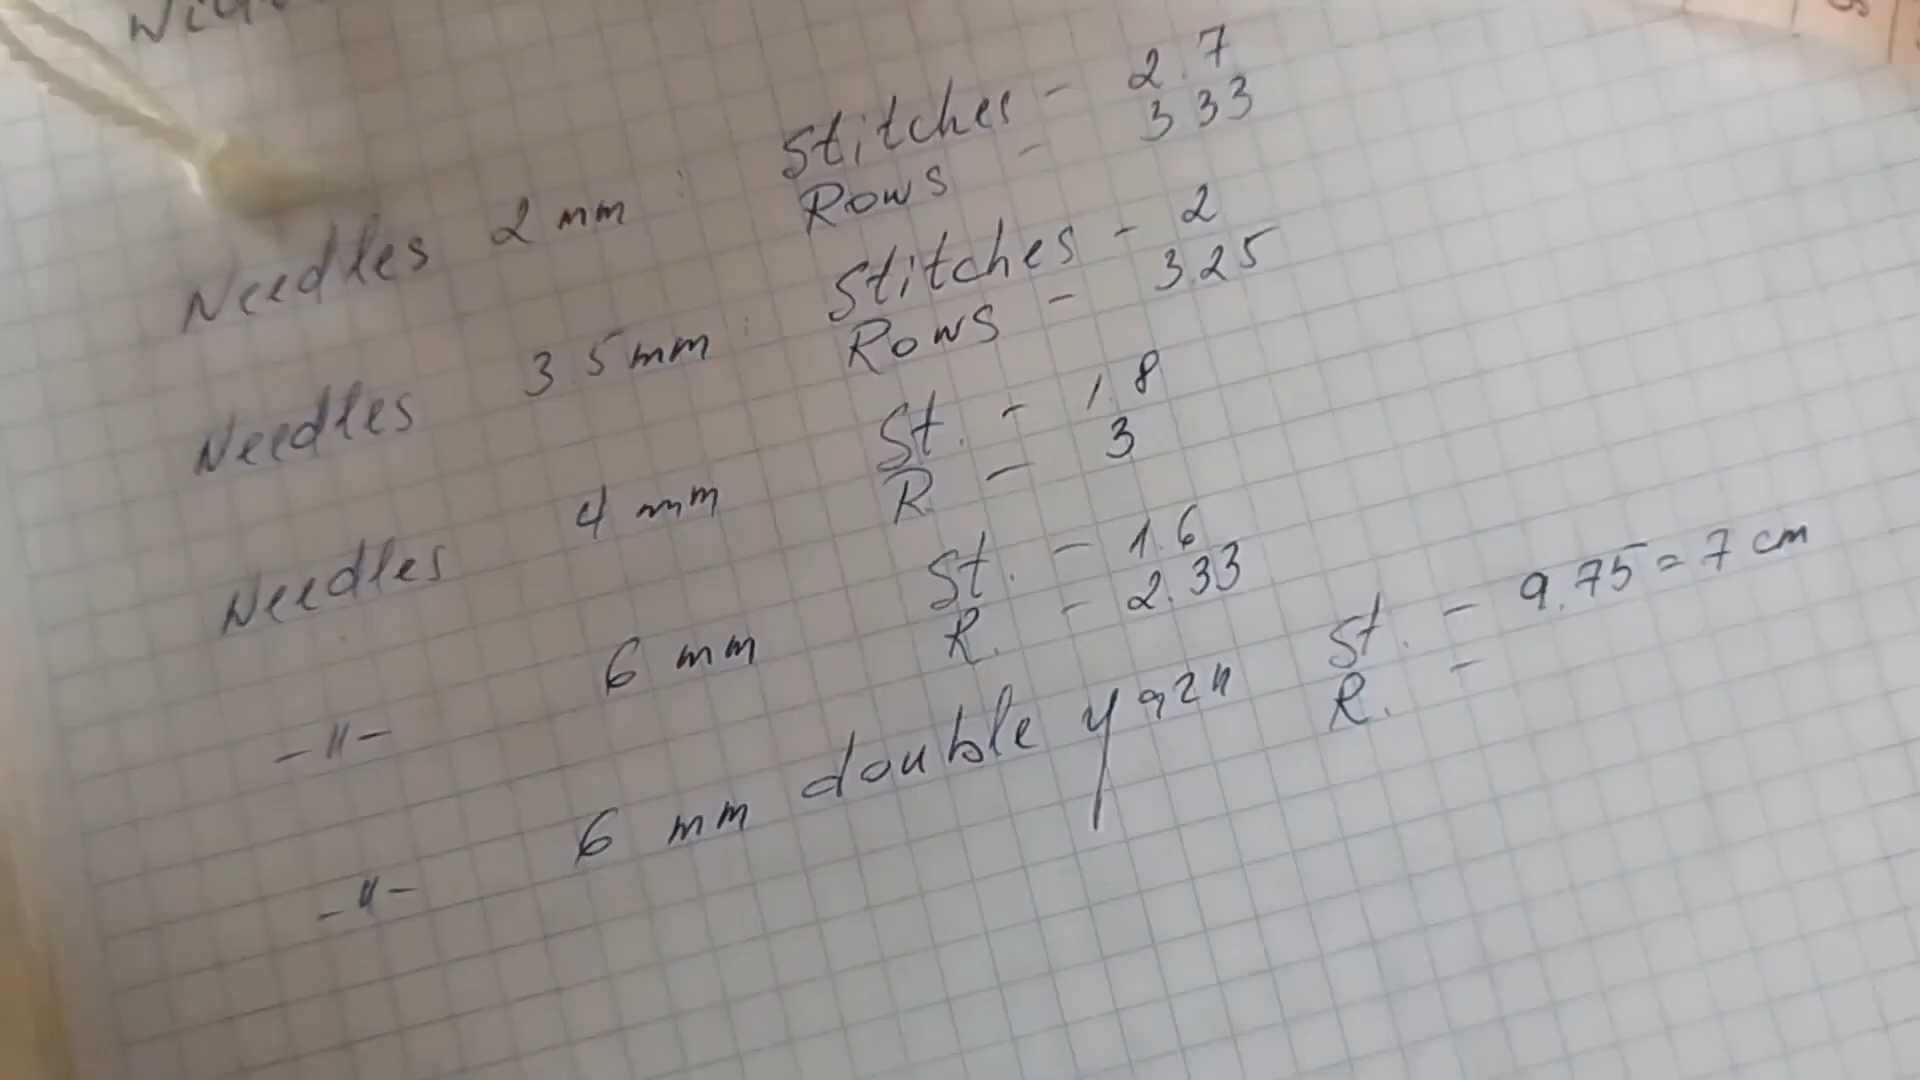 Needles 2 mm : Stitches - 2.7
Rows - 3.33
Needles 3.5 mm : Stitches - 2
Rows - 3.25
Needles 4 mm St. - 1.8
R. - 3
-"- 6 mm St. - 1.6
R. - 2.33
-"- 6 mm double yarn St. - 9.75 = 7 cm
R. -